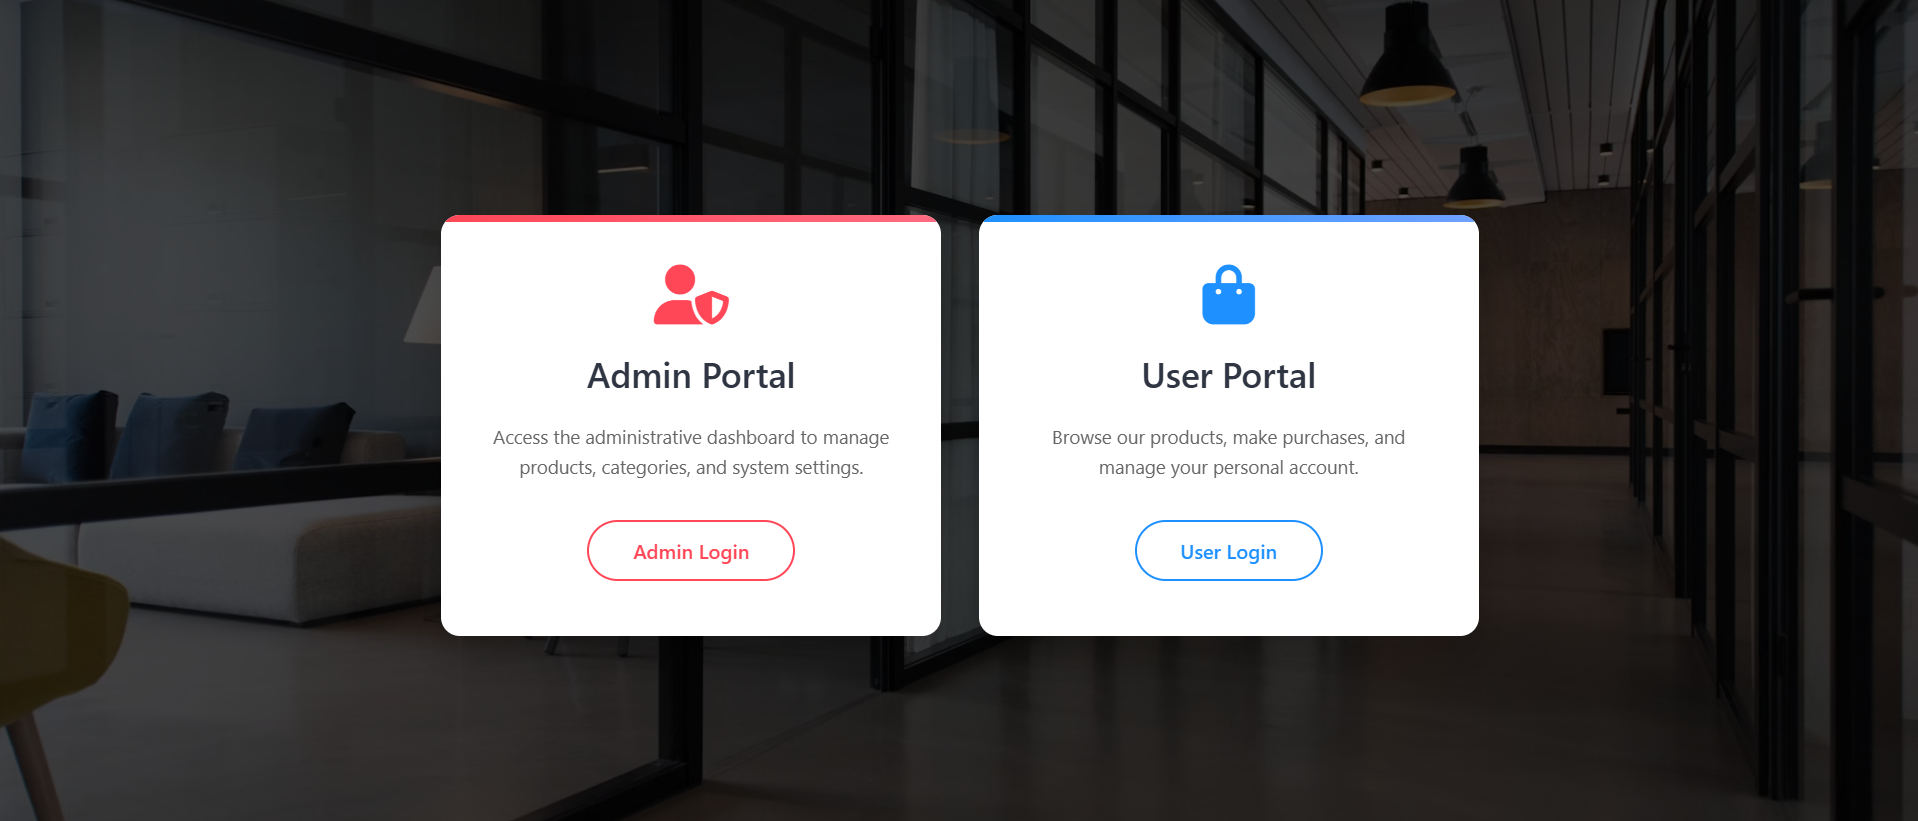 Admin Portal
Access the administrative dashboard to manage
products, categories, and system settings.
Admin Login
User Portal
Browse our products, make purchases, and
manage your personal account.
User Login